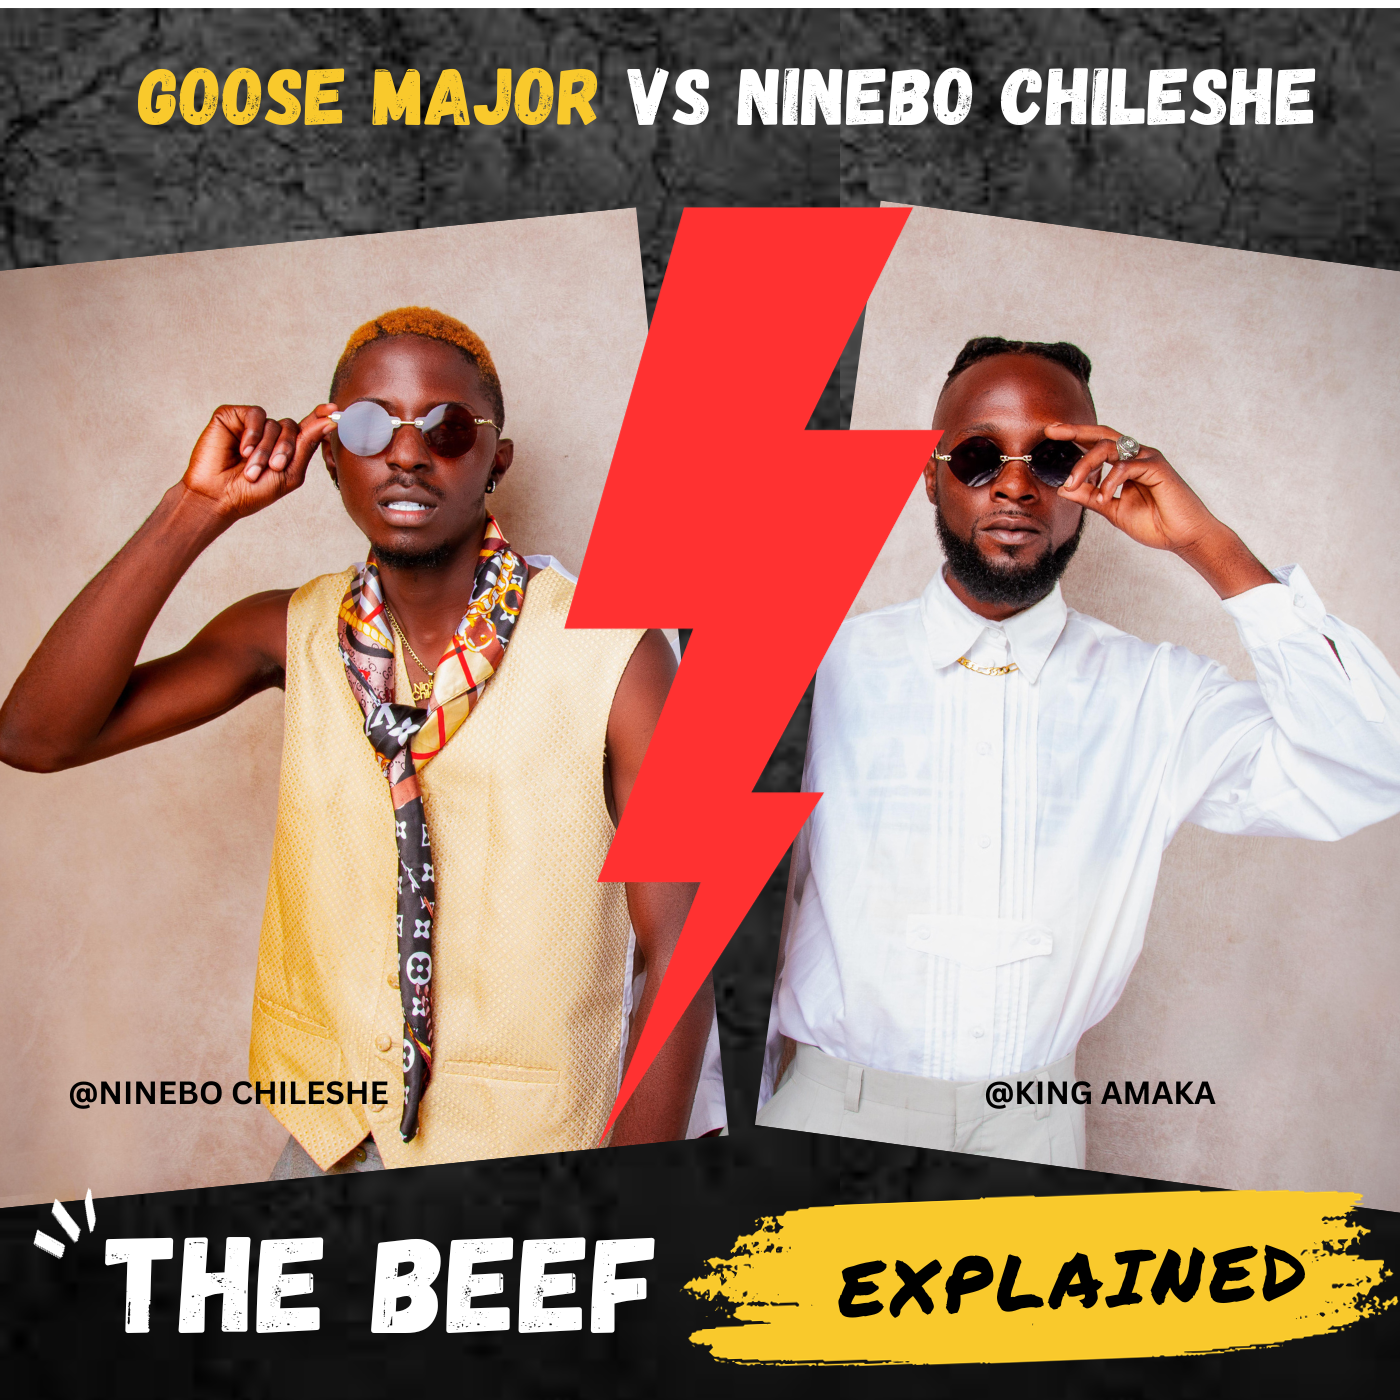 GOOSE MAJOR VS NINEBO CHILESHE
@NINEBO CHILESHE
@KING AMAKA
THE BEEF
EXPLAINED